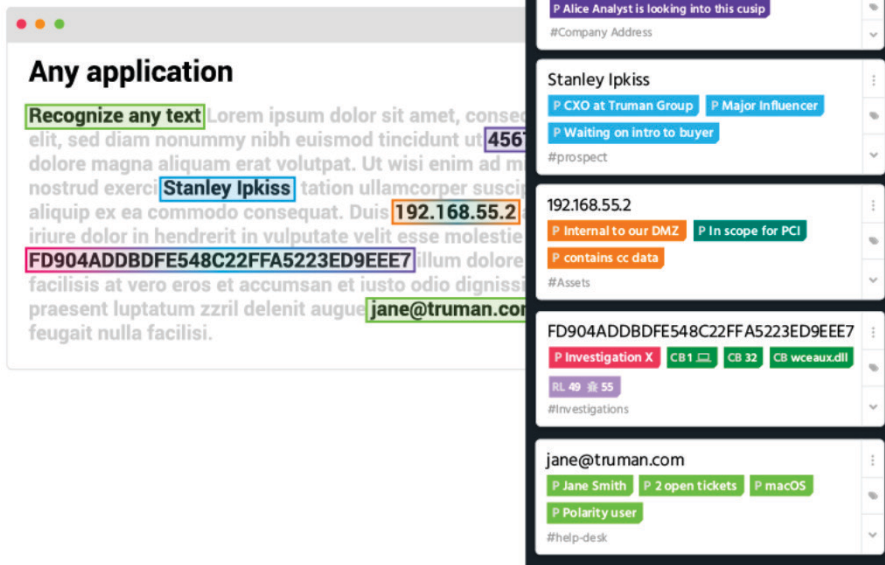 Any application
Recognize any text Lorem ipsum dolor sit amet, consec
elit, sed diam nonummy nibh euismod tincidunt ut 4567
dolore magna aliquam erat volutpat. Ut wisi enim ad mi
nostrud exerci Stanley Ipkiss tation ullamcorper suscip
aliquip ex ea commodo consequat. Duis 192.168.55.2
iriure dolor in hendrerit in vulputate velit esse molestie
FD904ADDBDFE548C22FFA5223ED9EEE7 illum dolore
facilisis at vero eros et accumsan et iusto odio dignissi
praesent luptatum zzril delenit augue jane@truman.com
feugait nulla facilisi.
P Alice Analyst is looking into this cusip
#Company Address
Stanley Ipkiss
P CXO at Truman Group P Major Influencer
P Waiting on intro to buyer
#prospect
192.168.55.2
P Internal to our DMZ P In scope for PCI
P contains cc data
#Assets
FD904ADDBDFE548C22FFA5223ED9EEE7
P Investigation X CB 1 CB 32 CB wceaux.dll
RL 49 55
#Investigations
jane@truman.com
P Jane Smith P 2 open tickets P macOS
P Polarity user
#help-desk